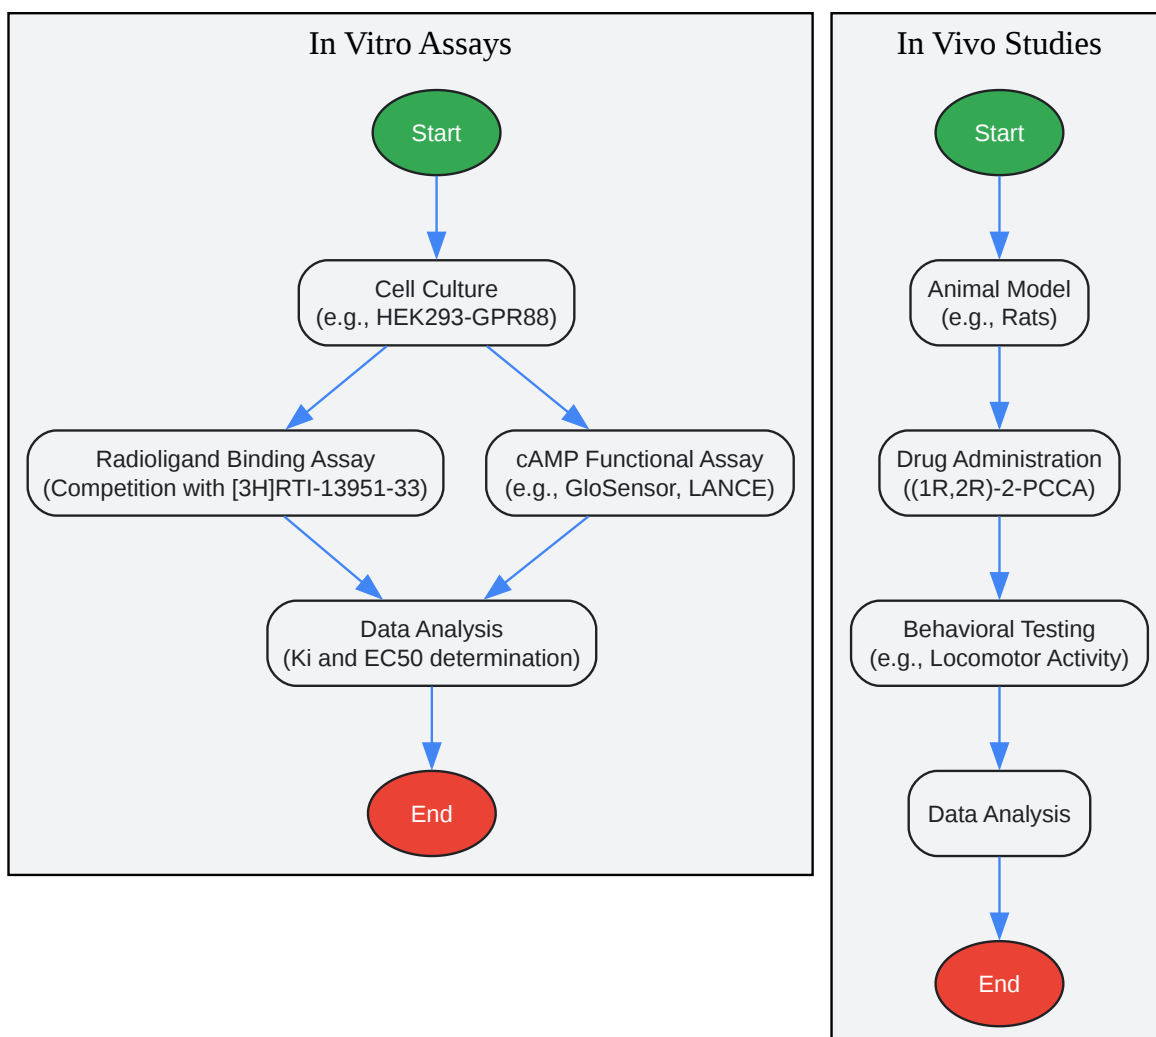 In Vitro Assays
Start
Cell Culture
(e.g., HEK293-GPR88)
Radioligand Binding Assay
(Competition with [3H]RTI-13951-33)
cAMP Functional Assay
(e.g., GloSensor, LANCE)
Data Analysis
(Ki and EC50 determination)
End
In Vivo Studies
Start
Animal Model
(e.g., Rats)
Drug Administration
((1R,2R)-2-PCCA)
Behavioral Testing
(e.g., Locomotor Activity)
Data Analysis
End